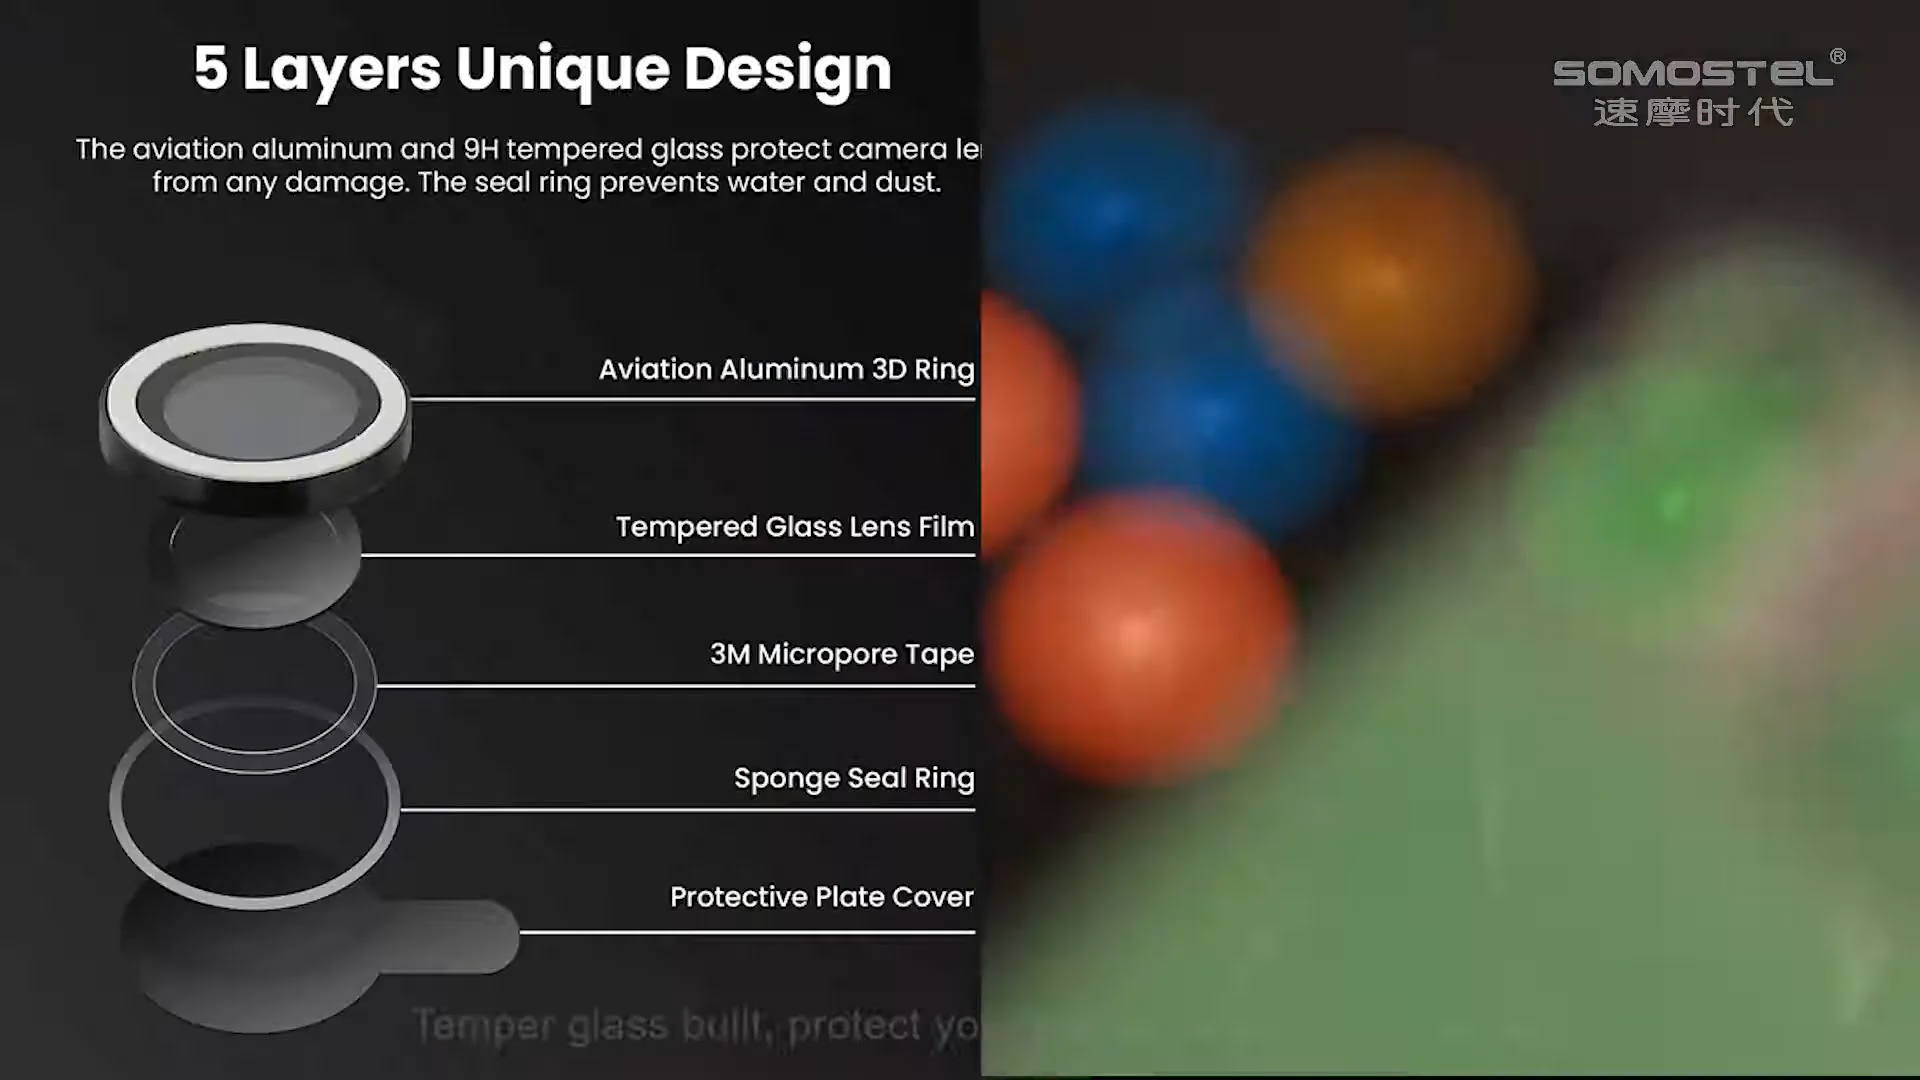 5 Layers Unique Design
The aviation aluminum and 9H tempered glass protect camera le
from any damage. The seal ring prevents water and dust.
SOMOSTEL®
速摩时代
Aviation Aluminum 3D Ring
Tempered Glass Lens Film
3M Micropore Tape
Sponge Seal Ring
Protective Plate Cover
Temper glass built, protect yo